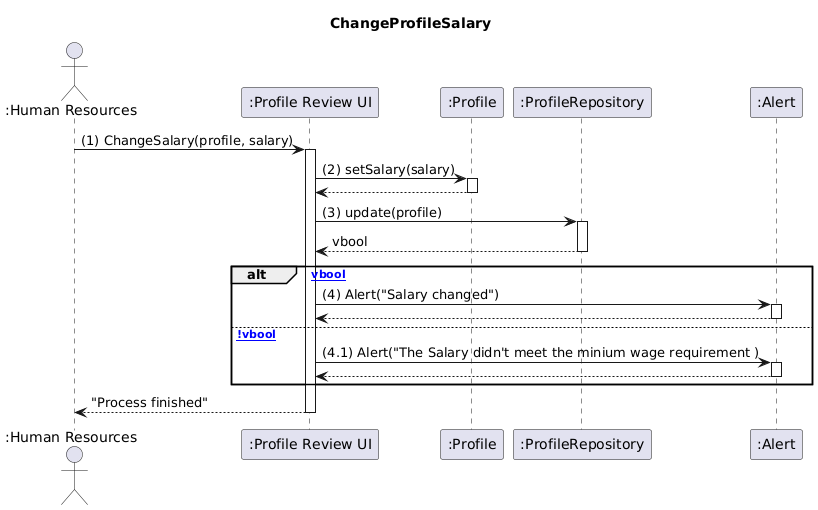 ChangeProfileSalary
:Human Resources
:Profile Review UI
:Profile
:ProfileRepository
:Alert
(1) ChangeSalary(profile, salary)
(2) setSalary(salary)
(3) update(profile)
vbool
alt
vbool
(4) Alert("Salary changed")
!vbool
(4.1) Alert("The Salary didn't meet the minium wage requirement )
"Process finished"
:Human Resources
:Profile Review UI
:Profile
:ProfileRepository
:Alert